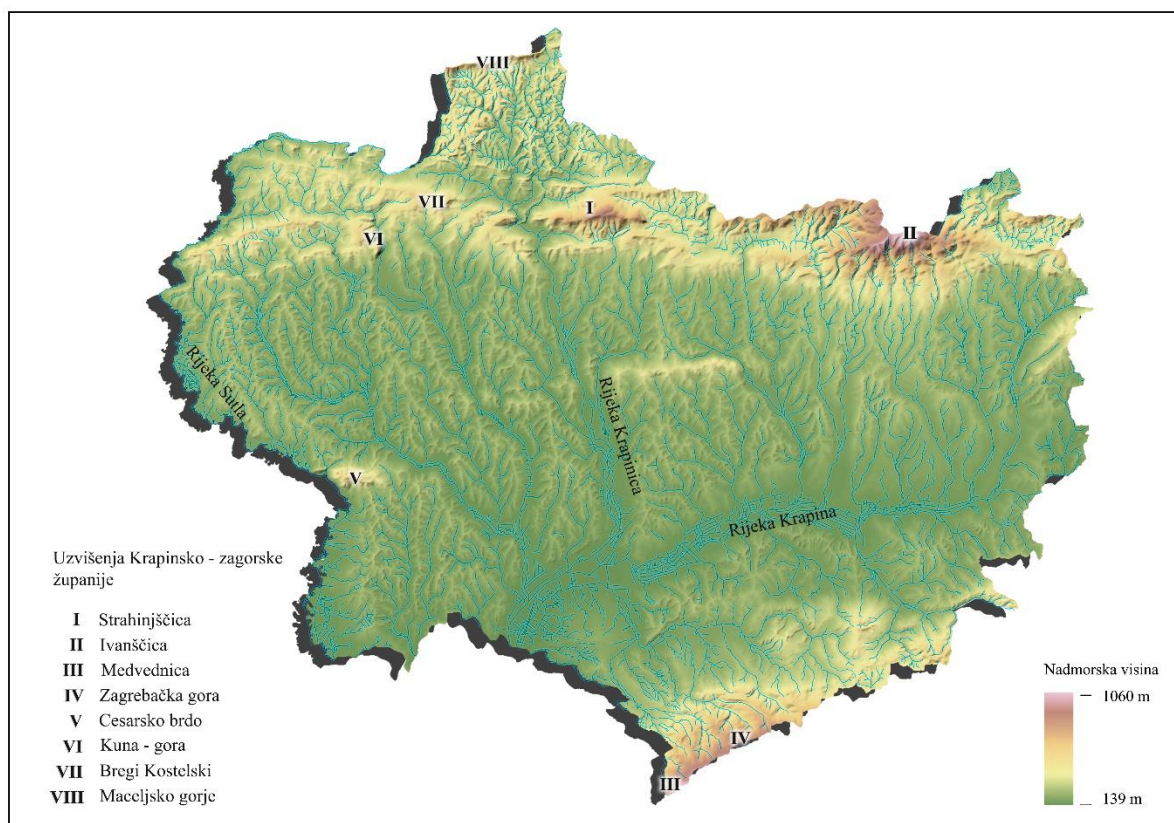 VIII
VII
I
II
VI
Rijeka Sutla
Rijeka Krapinica
V
Rijeka Krapina
IV
III
Uzvišenja Krapinsko - zagorske
županije
I Strahinjščica
II Ivanščica
III Medvednica
IV Zagrebačka gora
V Cesarsko brdo
VI Kuna - gora
VII Bregi Kostelski
VIII Maceljsko gorje
Nadmorska visina
1060 m
139 m